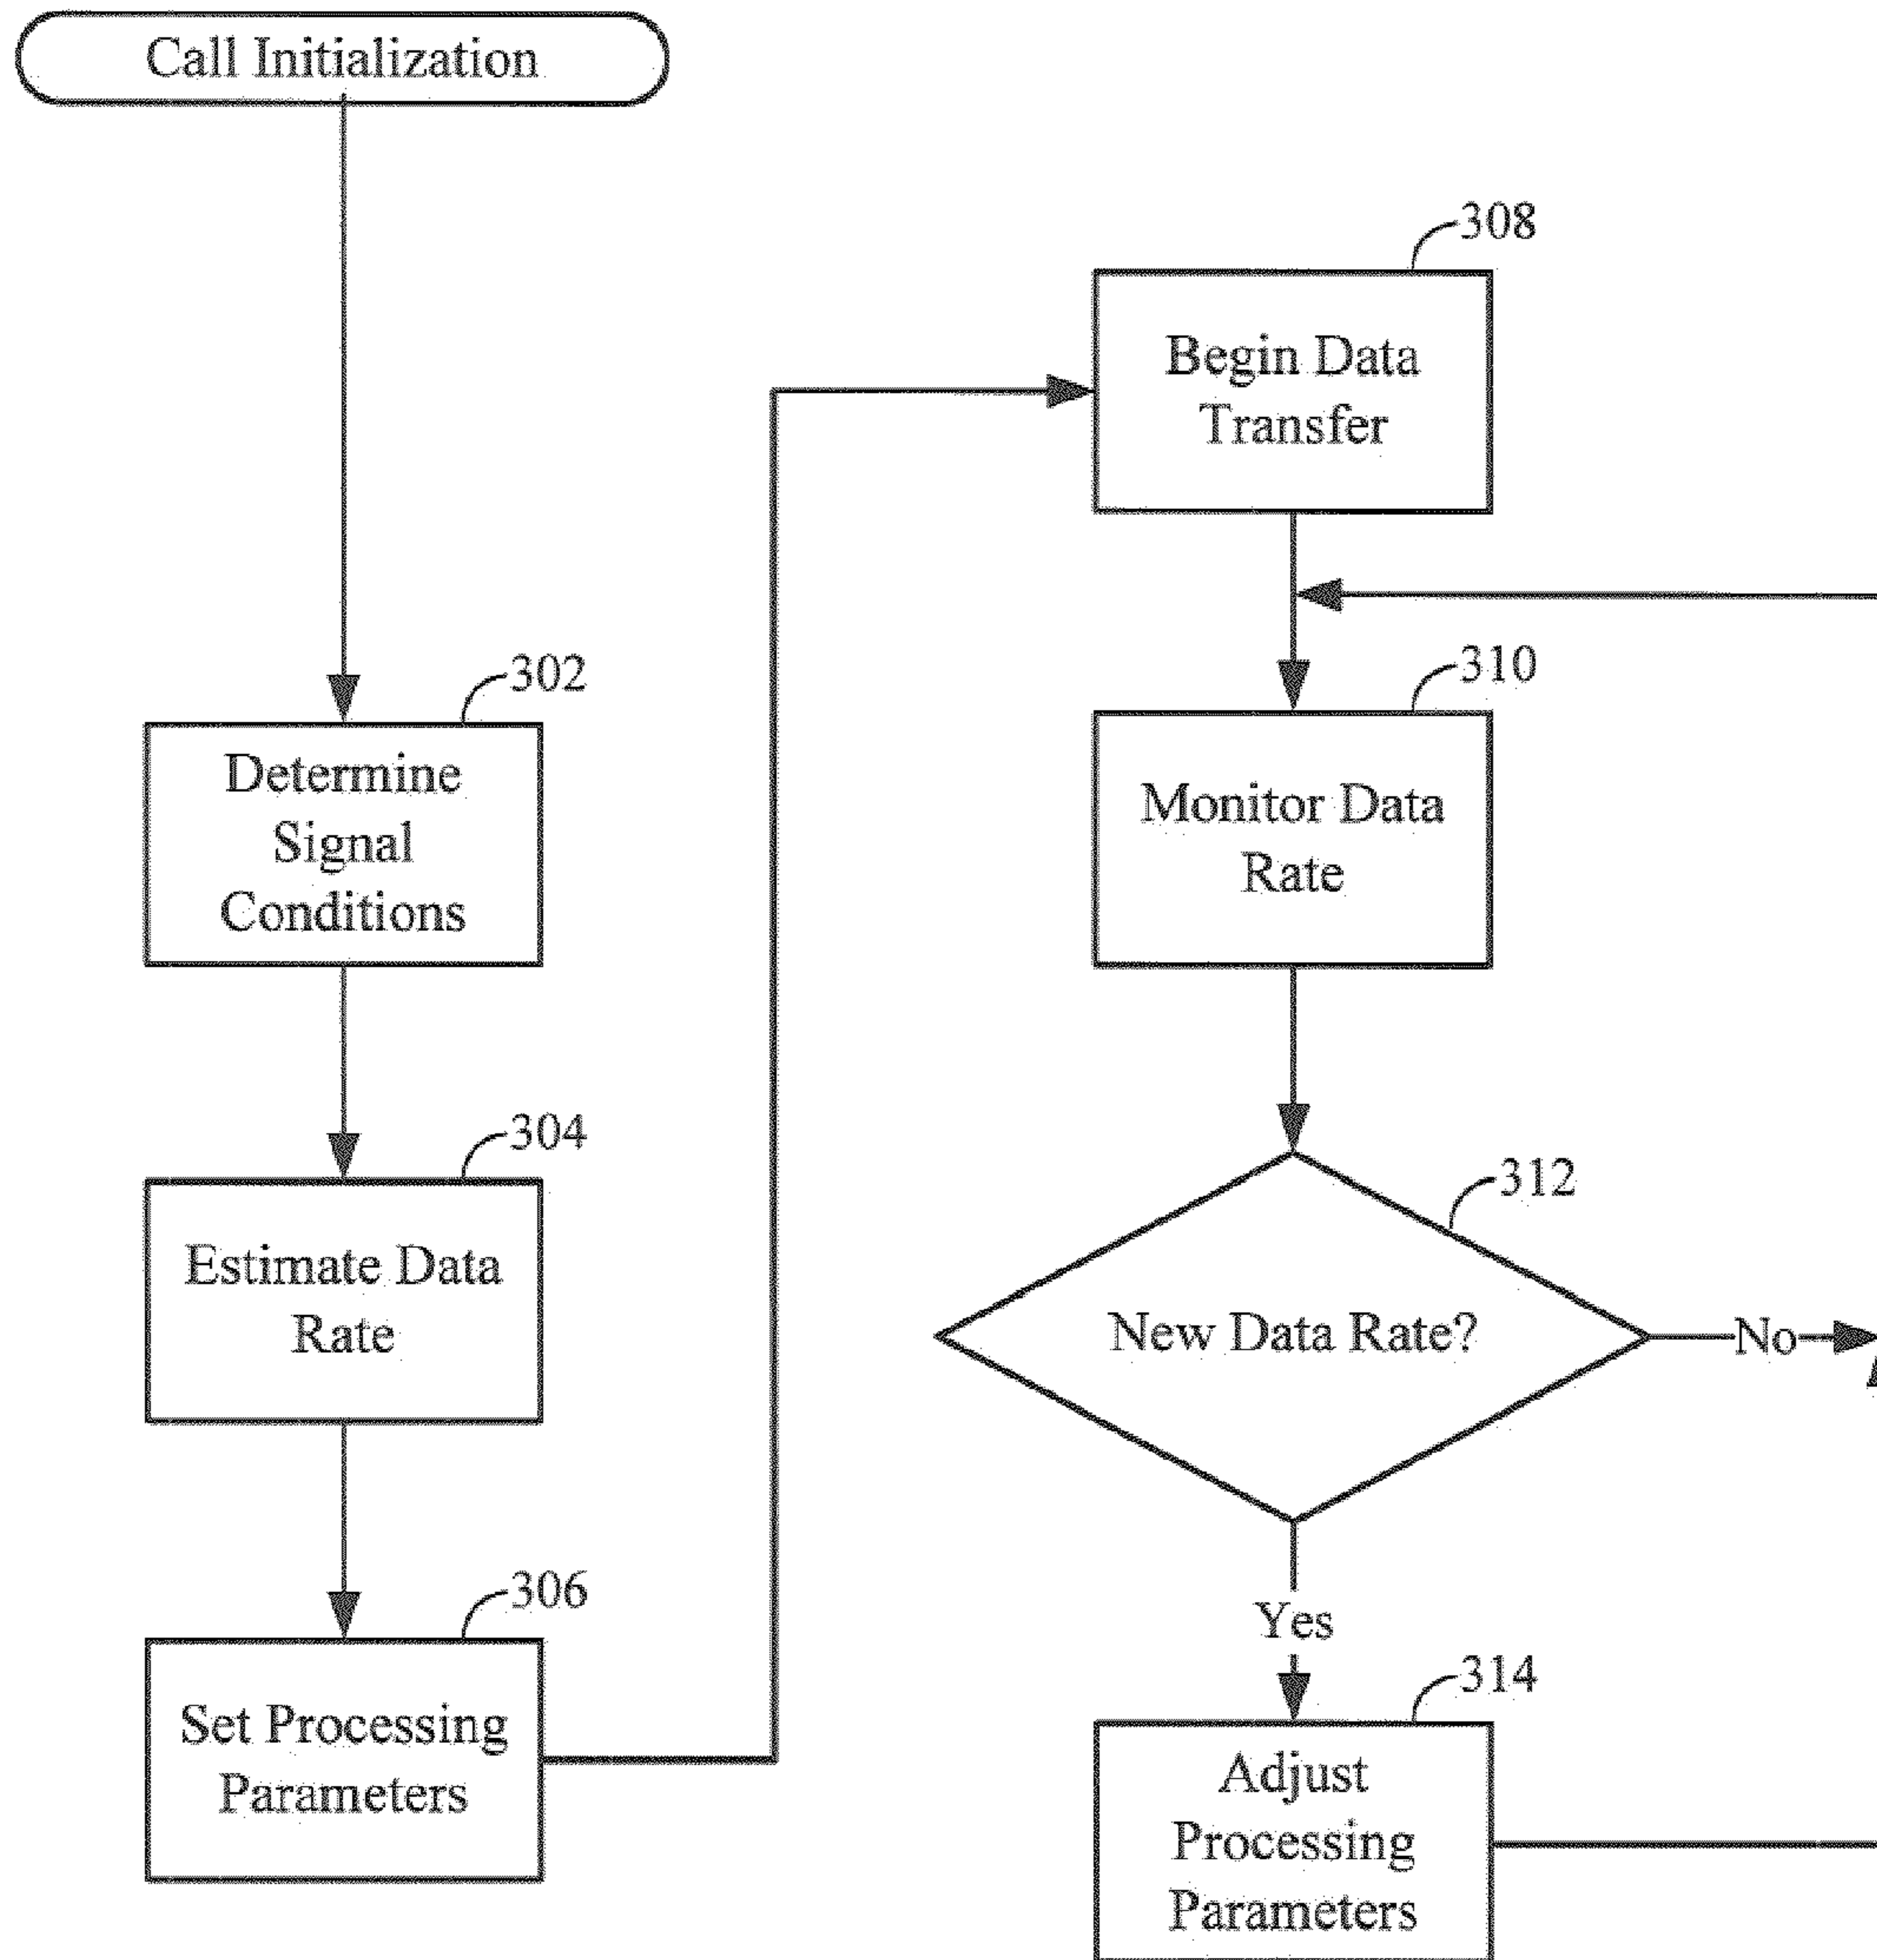 Call Initialization
302
Determine
Signal
Conditions
304
Estimate Data
Rate
306
Set Processing
Parameters
308
Begin Data
Transfer
310
Monitor Data
Rate
312
New Data Rate?
No
Yes
314
Adjust
Processing
Parameters